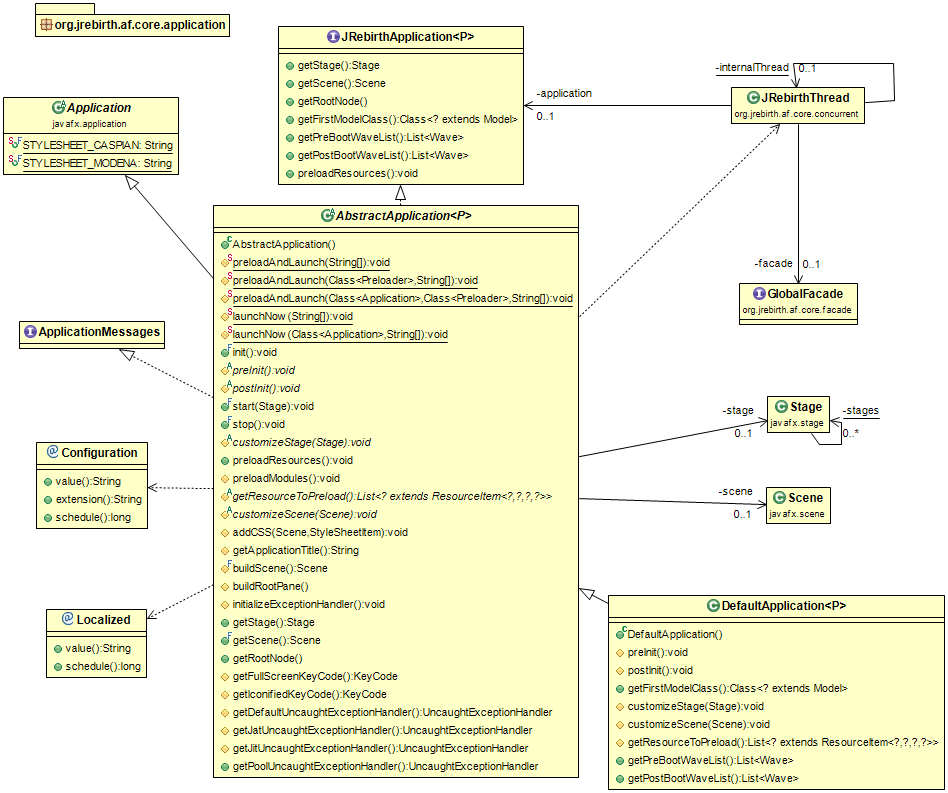 org.jrebirth.af.core.application
JRebirthApplication<P>
getStage():Stage
getScene():Scene
getRootNode()
getFirstModelClass():Class<? extends Model>
getPreBootWaveList():List<Wave>
getPostBootWaveList():List<Wave>
preloadResources():void
-internalThread
0..1
JRebirthThread
org.jrebirth.af.core.concurrent
-application
0..1
Application
javafx.application
STYLESHEET_CASPIAN: String
STYLESHEET_MODENA: String
AbstractApplication<P>
AbstractApplication()
preloadAndLaunch(String[]):void
preloadAndLaunch(Class<Preloader>,String[]):void
preloadAndLaunch(Class<Application>,Class<Preloader>,String[]):void
launchNow(String[]):void
launchNow(Class<Application>,String[]):void
init():void
preInit():void
postInit():void
start(Stage):void
stop():void
customizeStage(Stage):void
preloadResources():void
preloadModules():void
getResourceToPreload():List<? extends ResourceItem<?,?,?,?>>
customizeScene(Scene):void
addCSS(Scene,StyleSheetItem):void
getApplicationTitle():String
buildScene():Scene
buildRootPane()
initializeExceptionHandler():void
getStage():Stage
getScene():Scene
getRootNode()
getFullScreenKeyCode():KeyCode
getIconifiedKeyCode():KeyCode
getDefaultUncaughtExceptionHandler():UncaughtExceptionHandler
getJatUncaughtExceptionHandler():UncaughtExceptionHandler
getJitUncaughtExceptionHandler():UncaughtExceptionHandler
getPoolUncaughtExceptionHandler():UncaughtExceptionHandler
-facade
0..1
GlobalFacade
org.jrebirth.af.core.facade
ApplicationMessages
-stage
0..1
Stage
javafx.stage
-stages
0..*
Configuration
value():String
extension():String
schedule():long
-scene
0..1
Scene
javafx.scene
Localized
value():String
schedule():long
DefaultApplication<P>
DefaultApplication()
preInit():void
postInit():void
getFirstModelClass():Class<? extends Model>
customizeStage(Stage):void
customizeScene(Scene):void
getResourceToPreload():List<? extends ResourceItem<?,?,?,?>>
getPreBootWaveList():List<Wave>
getPostBootWaveList():List<Wave>